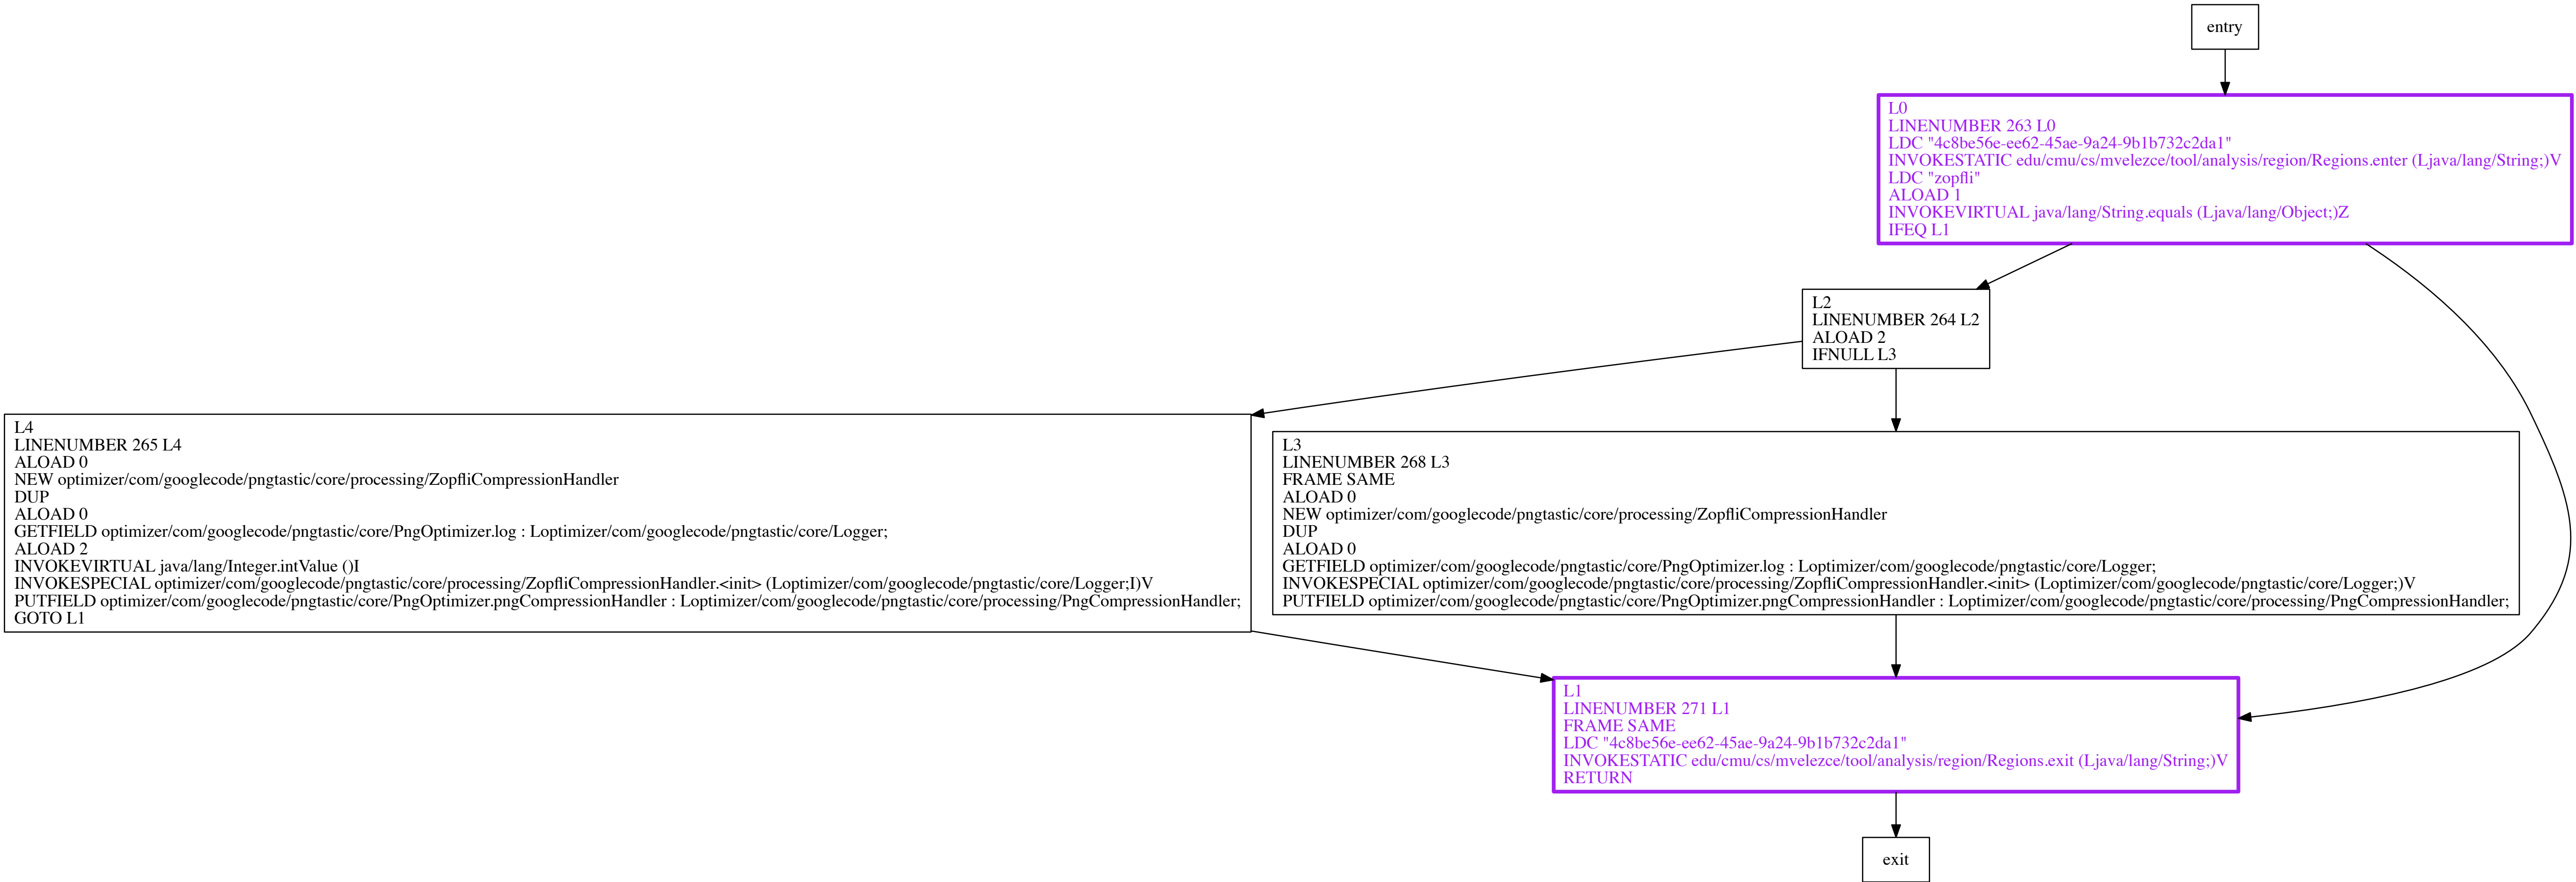 entry
L0
LINENUMBER 263 L0
LDC "4c8be56e-ee62-45ae-9a24-9b1b732c2da1"
INVOKESTATIC edu/cmu/cs/mvelezce/tool/analysis/region/Regions.enter (Ljava/lang/String;)V
LDC "zopfli"
ALOAD 1
INVOKEVIRTUAL java/lang/String.equals (Ljava/lang/Object;)Z
IFEQ L1
L2
LINENUMBER 264 L2
ALOAD 2
IFNULL L3
L4
LINENUMBER 265 L4
ALOAD 0
NEW optimizer/com/googlecode/pngtastic/core/processing/ZopfliCompressionHandler
DUP
ALOAD 0
GETFIELD optimizer/com/googlecode/pngtastic/core/PngOptimizer.log : Loptimizer/com/googlecode/pngtastic/core/Logger;
ALOAD 2
INVOKEVIRTUAL java/lang/Integer.intValue ()I
INVOKESPECIAL optimizer/com/googlecode/pngtastic/core/processing/ZopfliCompressionHandler.<init> (Loptimizer/com/googlecode/pngtastic/core/Logger;I)V
PUTFIELD optimizer/com/googlecode/pngtastic/core/PngOptimizer.pngCompressionHandler : Loptimizer/com/googlecode/pngtastic/core/processing/PngCompressionHandler;
GOTO L1
L3
LINENUMBER 268 L3
FRAME SAME
ALOAD 0
NEW optimizer/com/googlecode/pngtastic/core/processing/ZopfliCompressionHandler
DUP
ALOAD 0
GETFIELD optimizer/com/googlecode/pngtastic/core/PngOptimizer.log : Loptimizer/com/googlecode/pngtastic/core/Logger;
INVOKESPECIAL optimizer/com/googlecode/pngtastic/core/processing/ZopfliCompressionHandler.<init> (Loptimizer/com/googlecode/pngtastic/core/Logger;)V
PUTFIELD optimizer/com/googlecode/pngtastic/core/PngOptimizer.pngCompressionHandler : Loptimizer/com/googlecode/pngtastic/core/processing/PngCompressionHandler;
L1
LINENUMBER 271 L1
FRAME SAME
LDC "4c8be56e-ee62-45ae-9a24-9b1b732c2da1"
INVOKESTATIC edu/cmu/cs/mvelezce/tool/analysis/region/Regions.exit (Ljava/lang/String;)V
RETURN
exit